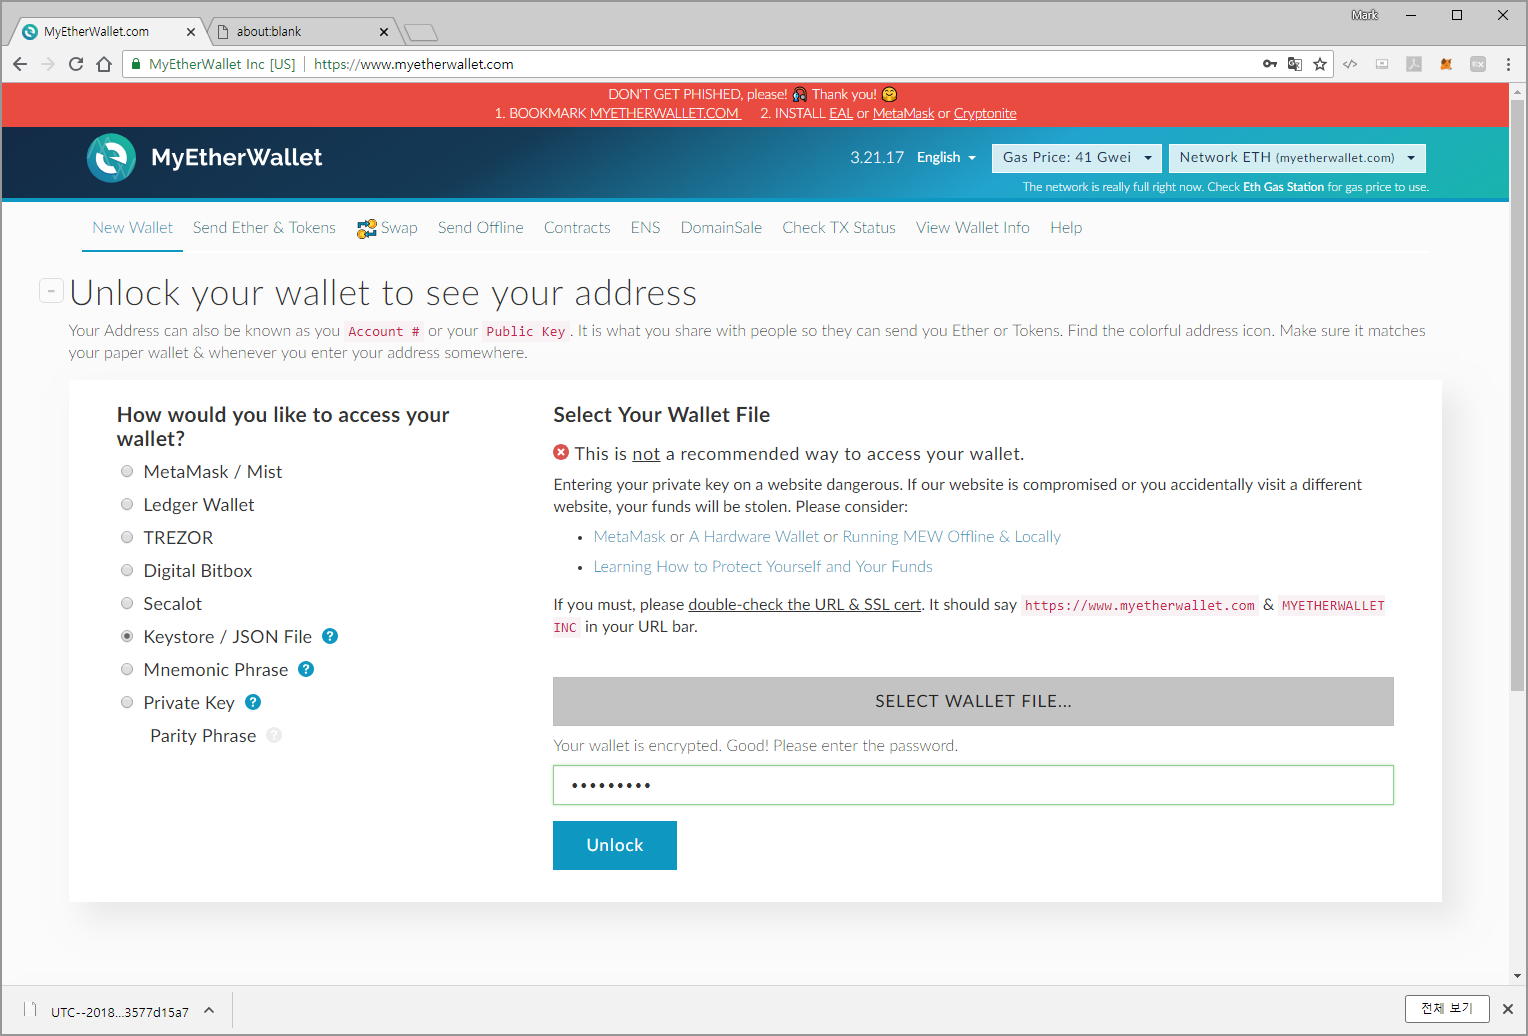 Mark
MyEtherWallet.com
about:blank
MyEtherWallet Inc [US] https://www.myetherwallet.com
DON'T GET PHISHED, please! Thank you!
1. BOOKMARK MYETHERWALLET.COM 2. INSTALL EAL or MetaMask or Cryptonite
MyEtherWallet
3.21.17 English Gas Price: 41 Gwei Network ETH (myetherwallet.com)
The network is really full right now. Check Eth Gas Station for gas price to use.
New Wallet Send Ether & Tokens Swap Send Offline Contracts ENS DomainSale Check TX Status View Wallet Info Help
Unlock your wallet to see your address
Your Address can also be known as you Account # or your Public Key. It is what you share with people so they can send you Ether or Tokens. Find the colorful address icon. Make sure it matches
your paper wallet & whenever you enter your address somewhere.
How would you like to access your
wallet?
MetaMask / Mist
Ledger Wallet
TREZOR
Digital Bitbox
Secalot
Keystore / JSON File ?
Mnemonic Phrase ?
Private Key ?
Parity Phrase ?
Select Your Wallet File
This is not a recommended way to access your wallet.
Entering your private key on a website dangerous. If our website is compromised or you accidentally visit a different
website, your funds will be stolen. Please consider:
• MetaMask or A Hardware Wallet or Running MEW Offline & Locally
• Learning How to Protect Yourself and Your Funds
If you must, please double-check the URL & SSL cert. It should say https://www.myetherwallet.com & MYETHERWALLET
INC in your URL bar.
SELECT WALLET FILE...
Your wallet is encrypted. Good! Please enter the password.
•••••••••
Unlock
UTC--2018...3577d15a7
전체 보기